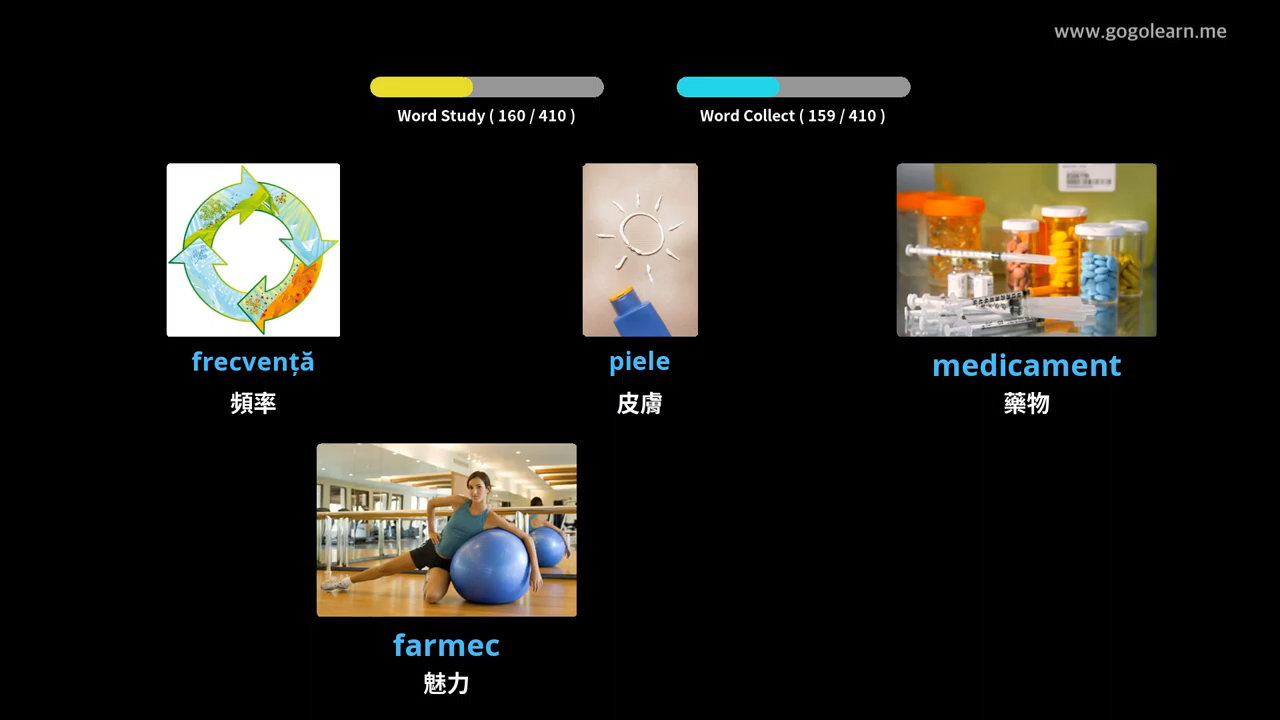 www.gogolearn.me
Word Study ( 160 / 410 )
Word Collect ( 159 / 410 )
frecvență
頻率
piele
皮膚
medicament
藥物
farmec
魅力